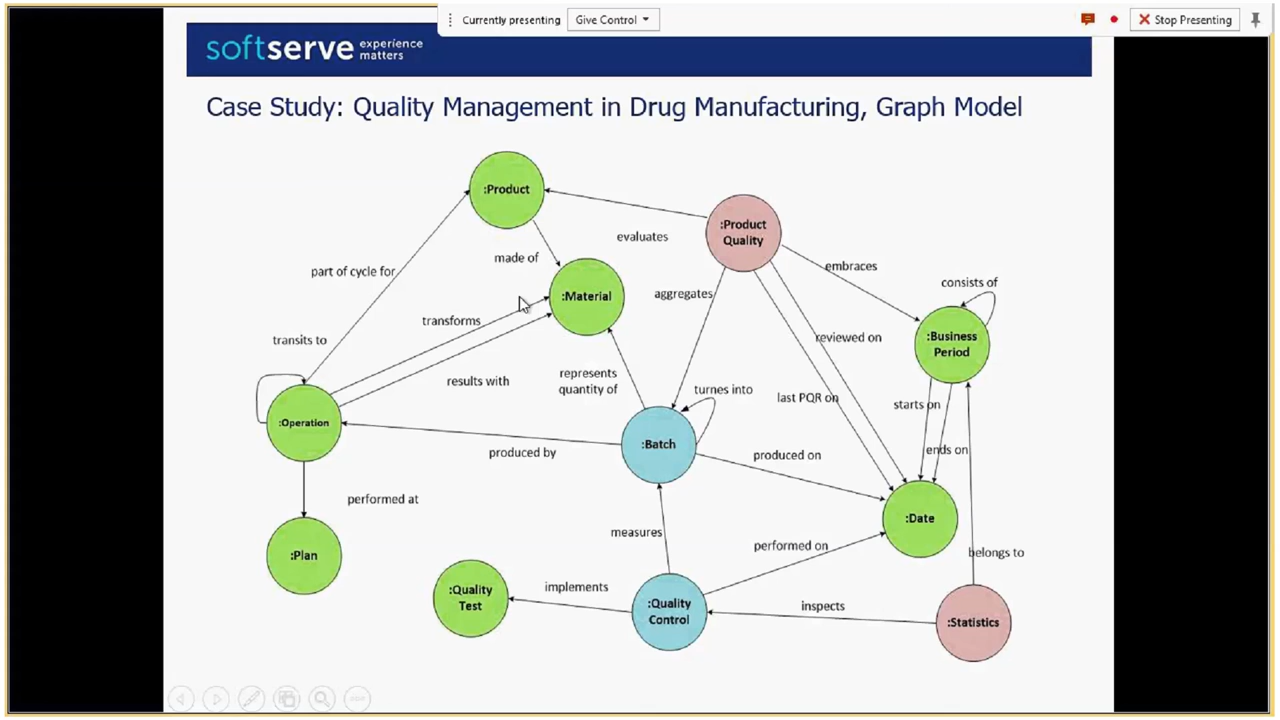 Currently presenting
Give Control
Stop Presenting
softserve experience
matters
Case Study: Quality Management in Drug Manufacturing, Graph Model
:Product
:Product
Quality
evaluates
made of
embraces
part of cycle for
consists of
:Material
aggregates
transforms
transits to
reviewed on
:Business
Period
represents
quantity of
results with
turnes into
last PQR on
starts on
:Operation
:Batch
produced by
produced on
ends on
performed at
:Date
measures
performed on
belongs to
:Plan
:Quality
Test
implements
:Quality
Control
inspects
:Statistics